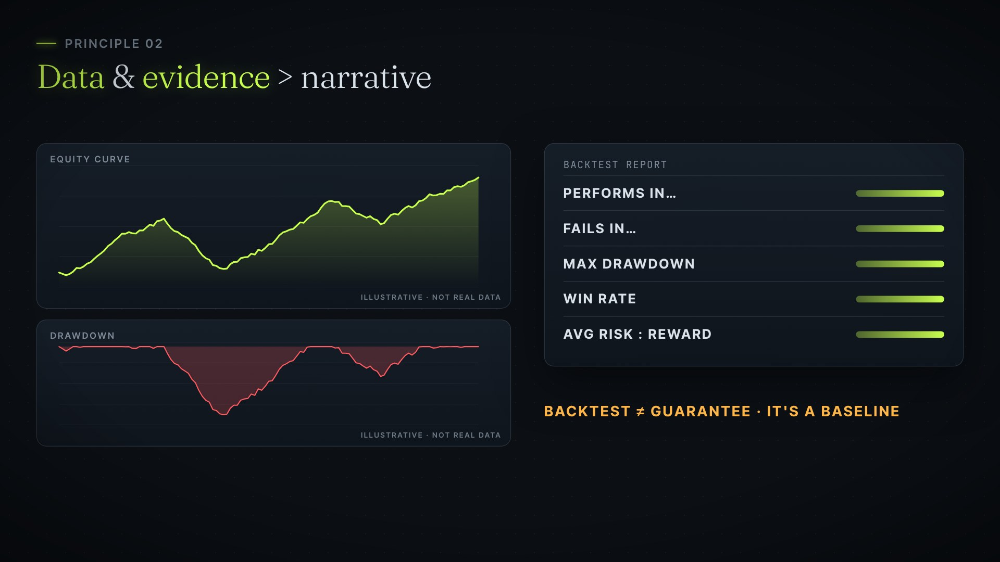 PRINCIPLE 02
Data & evidence > narrative
EQUITY CURVE
ILLUSTRATIVE · NOT REAL DATA
DRAWDOWN
ILLUSTRATIVE · NOT REAL DATA
BACKTEST REPORT
PERFORMS IN…
FAILS IN…
MAX DRAWDOWN
WIN RATE
AVG RISK : REWARD
BACKTEST ≠ GUARANTEE · IT'S A BASELINE